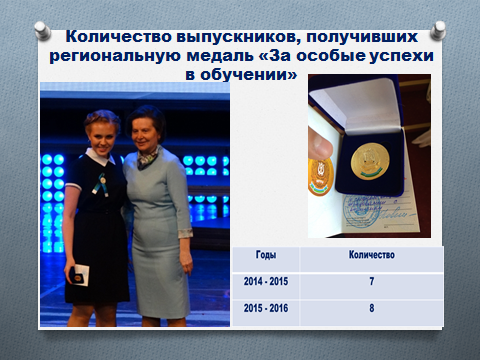 Количество выпускников, получивших
региональную медаль «За особые успехи
в обучении»
Годы Количество
2014 - 2015 7
2015 - 2016 8